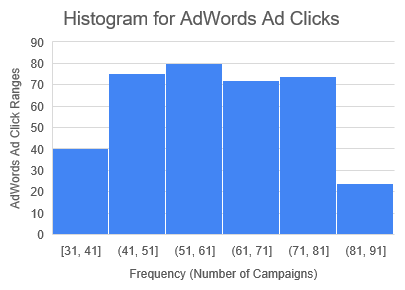 Histogram for AdWords Ad Clicks
AdWords Ad Click Ranges
90
80
70
60
50
40
30
20
10
0
[31, 41] (41, 51] (51, 61] (61, 71] (71, 81] (81, 91]
Frequency (Number of Campaigns)